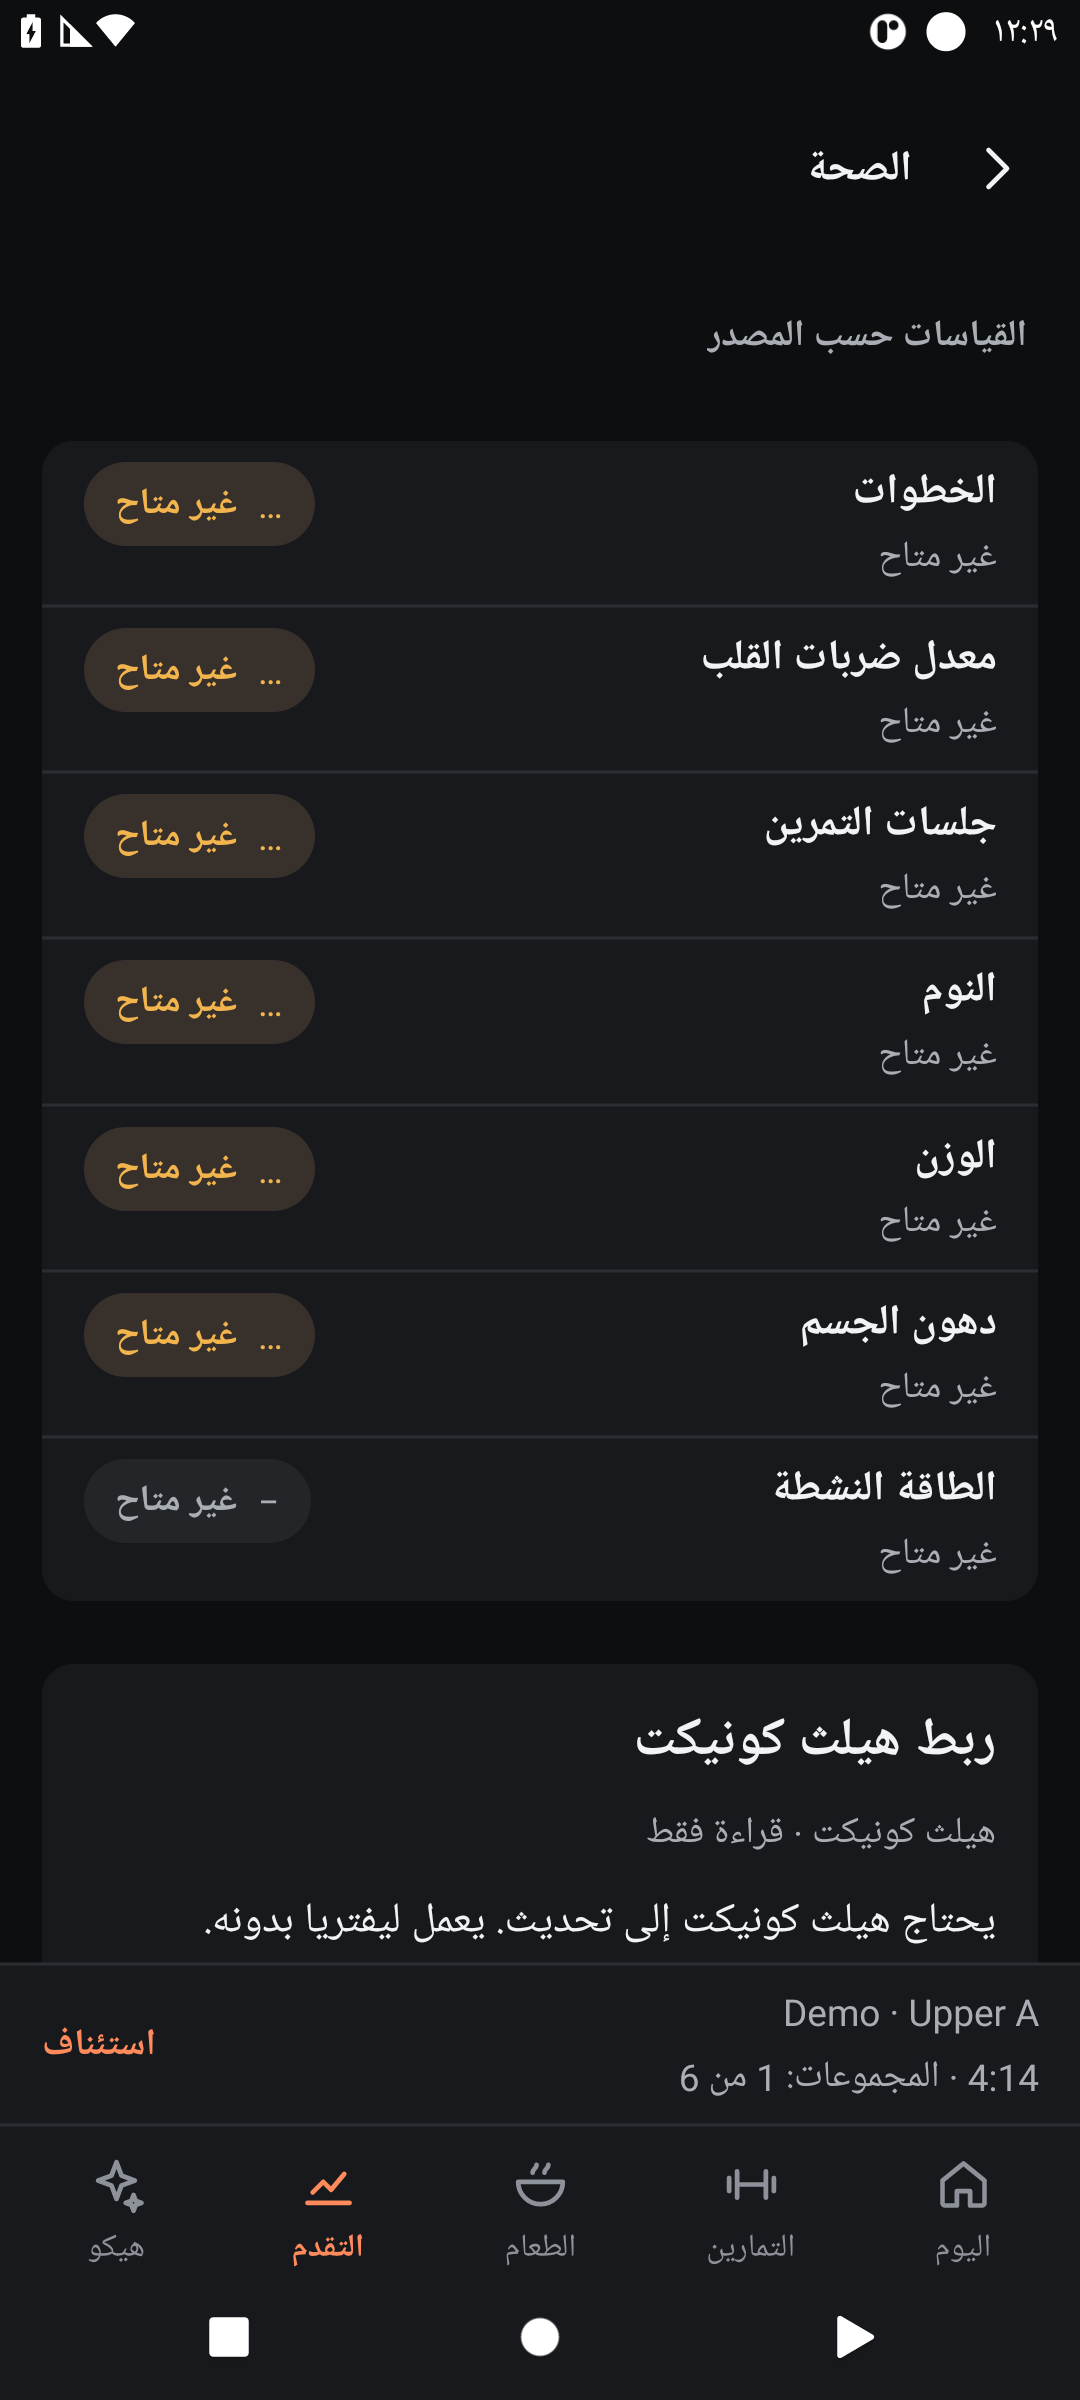 ١٢:٢٩
الصحة
القياسات حسب المصدر
الخطوات
غير متاح
... غير متاح
معدل ضربات القلب
غير متاح
... غير متاح
جلسات التمرين
غير متاح
... غير متاح
النوم
غير متاح
... غير متاح
الوزن
غير متاح
... غير متاح
دهون الجسم
غير متاح
... غير متاح
الطاقة النشطة
غير متاح
– غير متاح
ربط هيلث كونيكت
هيلث كونيكت · قراءة فقط
يحتاج هيلث كونيكت إلى تحديث. يعمل ليفتريا بدونه.
Demo · Upper A
4:14 · المجموعات: 1 من 6
استئناف
اليوم
التمارين
الطعام
التقدم
هيكو